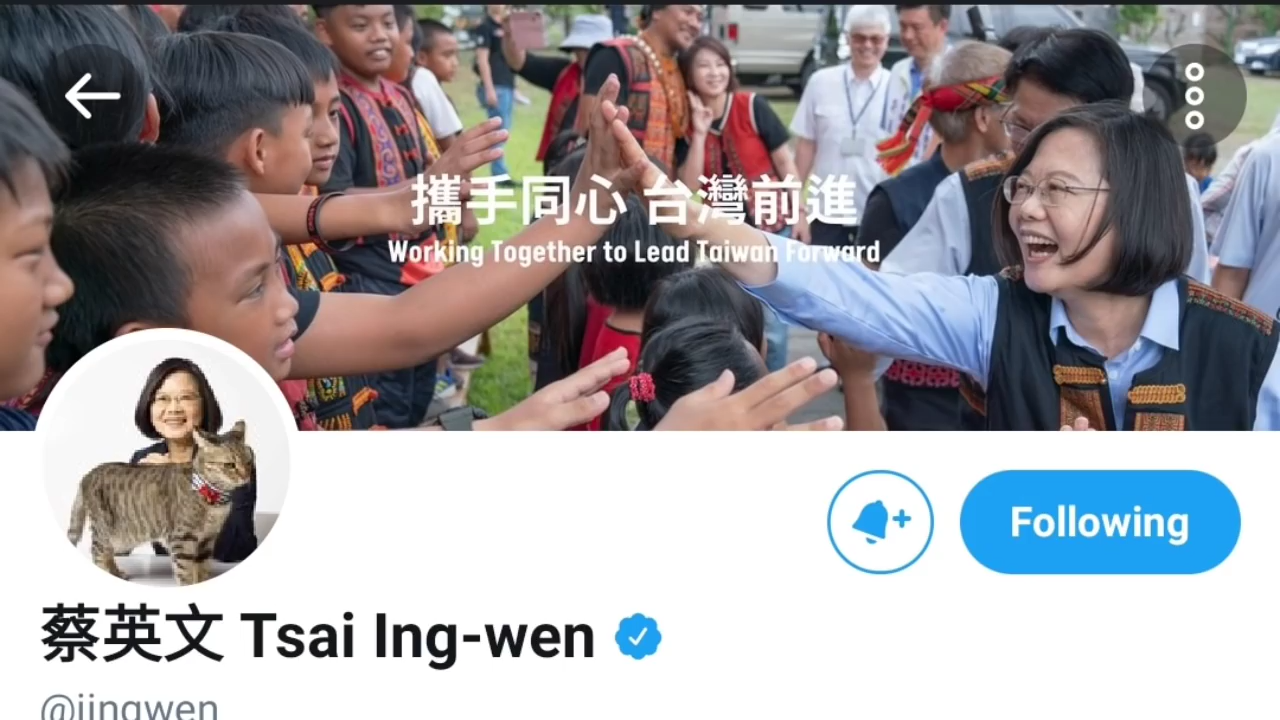 攜手同心 台灣前進
Working Together to Lead Taiwan Forward
Following
蔡英文 Tsai Ing-wen
@iingwen